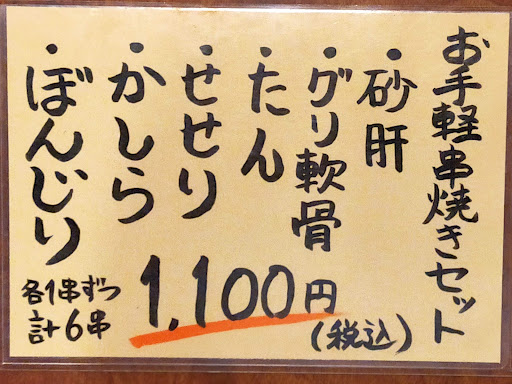 お手軽串焼きセット
・砂肝
・グリ軟骨
・たん
・せせり
・かしら
・ぼんじり
各1串ずつ
計6串
1,100円
(税込)